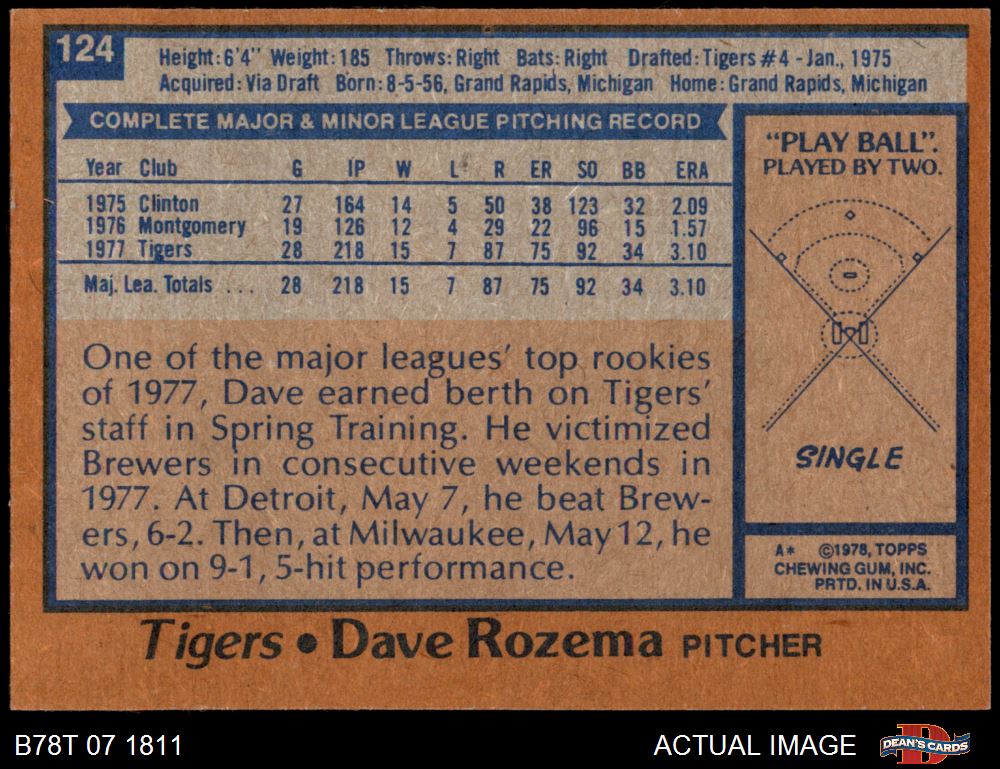 124
Height: 6'4" Weight: 185 Throws: Right Bats: Right Drafted: Tigers #4 - Jan., 1975
Acquired: Via Draft Born: 8-5-56, Grand Rapids, Michigan Home: Grand Rapids, Michigan
COMPLETE MAJOR & MINOR LEAGUE PITCHING RECORD
Year Club G IP W L R ER SO BB ERA
1975 Clinton 27 164 14 5 50 38 123 32 2.09
1976 Montgomery 19 126 12 4 29 22 96 15 1.57
1977 Tigers 28 218 15 7 87 75 92 34 3.10
Maj. Lea. Totals ... 28 218 15 7 87 75 92 34 3.10
One of the major leagues' top rookies
of 1977, Dave earned berth on Tigers'
staff in Spring Training. He victimized
Brewers in consecutive weekends in
1977. At Detroit, May 7, he beat Brew-
ers, 6-2. Then, at Milwaukee, May 12, he
won on 9-1, 5-hit performance.
"PLAY BALL".
PLAYED BY TWO.
SINGLE
A* ©1978, TOPPS
CHEWING GUM, INC.
PRTD. IN U.S.A.
Tigers • Dave Rozema PITCHER
B78T 07 1811
ACTUAL IMAGE
D
DEAN'S CARDS